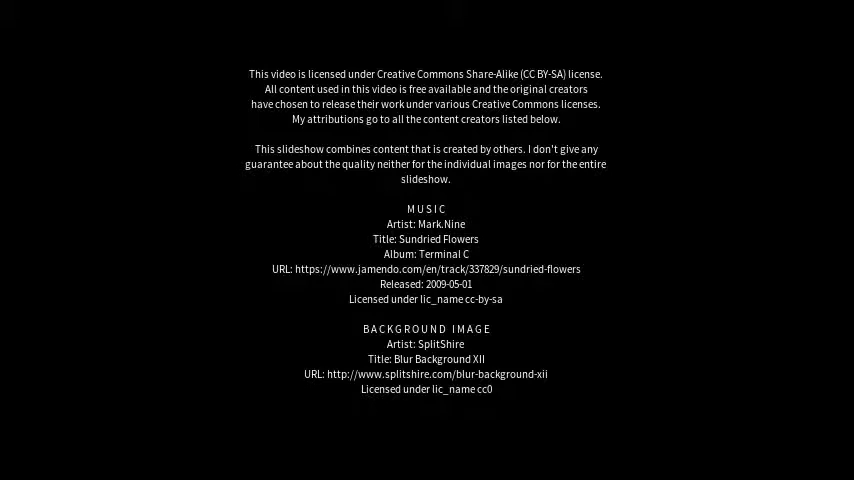 This video is licensed under Creative Commons Share-Alike (CC BY-SA) license.
All content used in this video is free available and the original creators
have chosen to release their work under various Creative Commons licenses.
My attributions go to all the content creators listed below.
This slideshow combines content that is created by others. I don't give any
guarantee about the quality neither for the individual images nor for the entire
slideshow.
MUSIC
Artist: Mark.Nine
Title: Sundried Flowers
Album: Terminal C
URL: https://www.jamendo.com/en/track/337829/sundried-flowers
Released: 2009-05-01
Licensed under lic_name cc-by-sa
BACKGROUND IMAGE
Artist: SplitShire
Title: Blur Background XII
URL: http://www.splitshire.com/blur-background-xii
Licensed under lic_name cc0